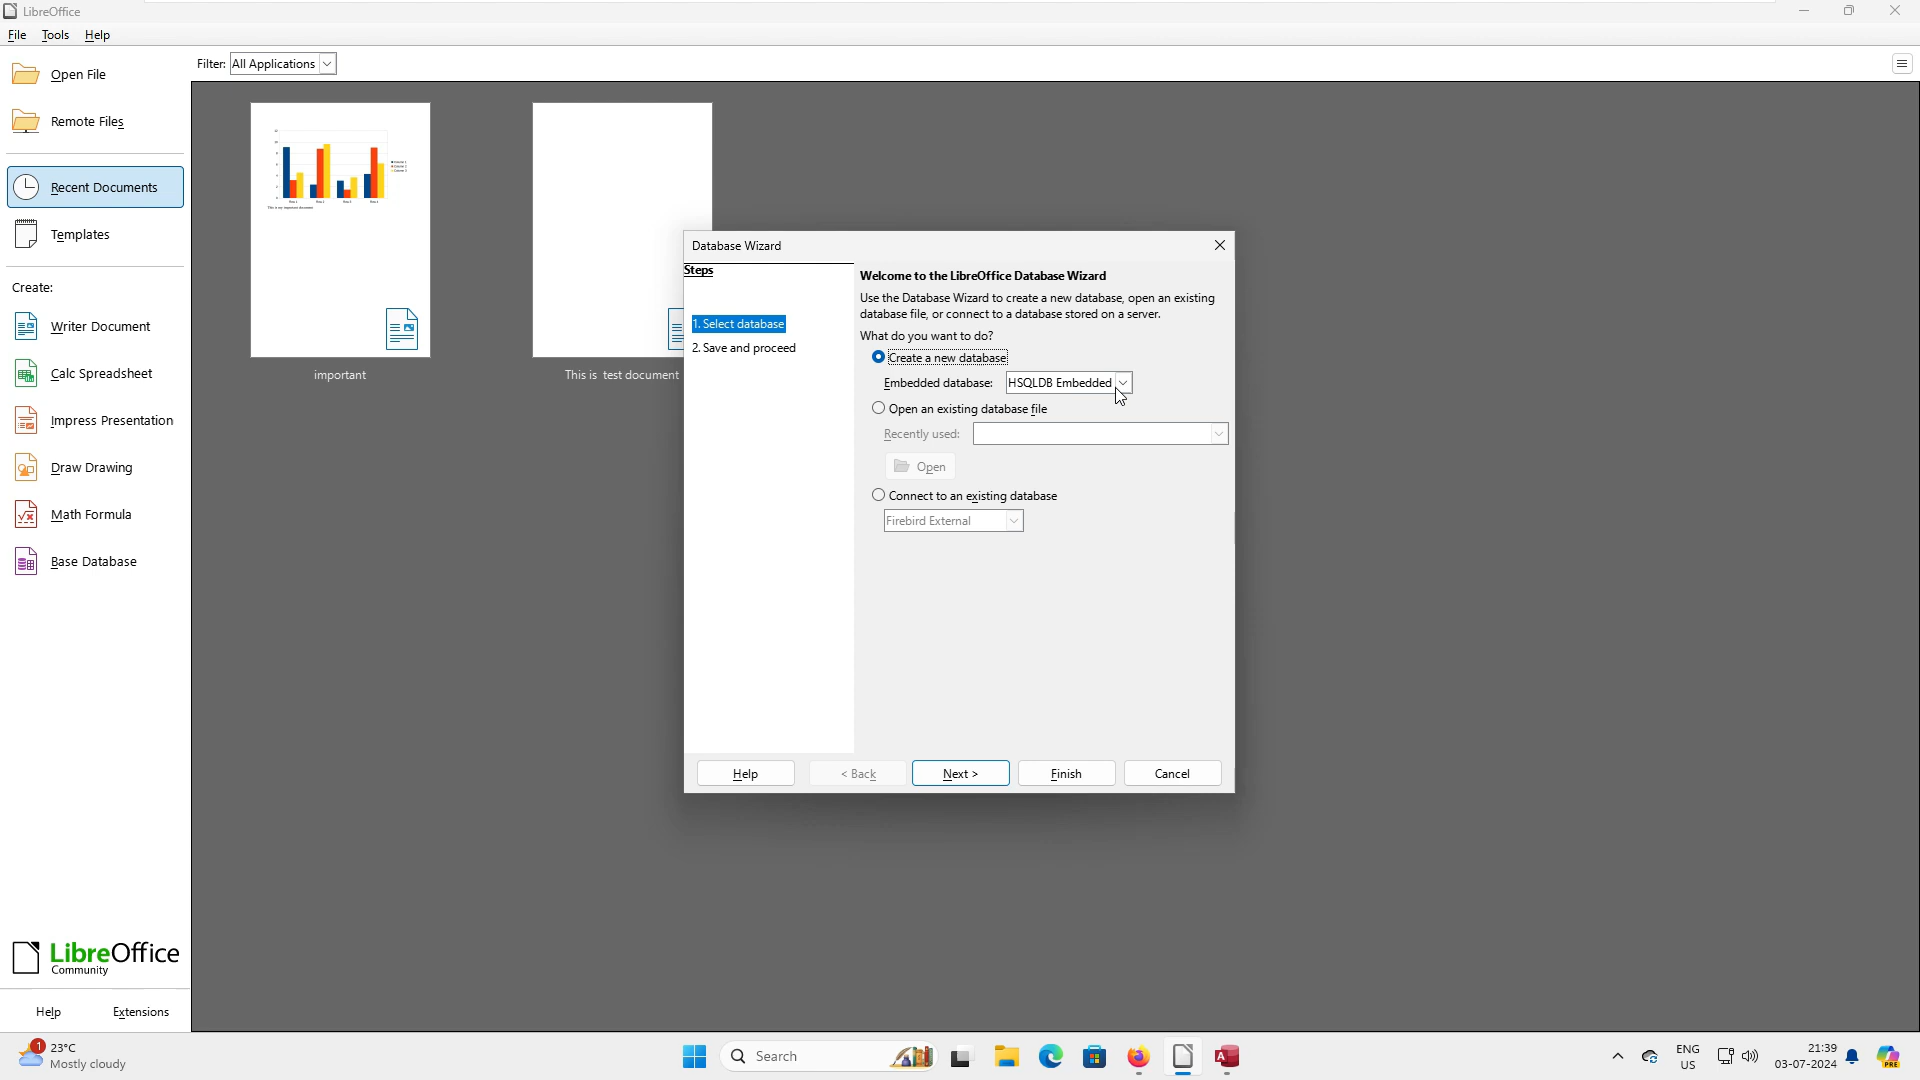 LibreOffice
File Tools Help
Filter: All Applications
Open File
Remote Files
Recent Documents
Templates
Create:
Writer Document
Calc Spreadsheet
Impress Presentation
Draw Drawing
Math Formula
Base Database
LibreOffice
Community
Help Extensions
important
This is test document
Database Wizard
Steps
1. Select database
2. Save and proceed
Welcome to the LibreOffice Database Wizard
Use the Database Wizard to create a new database, open an existing
database file, or connect to a database stored on a server.
What do you want to do?
Create a new database
Embedded database: HSQLDB Embedded
Open an existing database file
Recently used:
Open
Connect to an existing database
Firebird External
Help < Back Next > Finish Cancel
1
23°C
Mostly cloudy
Search
ENG
US
21:39
03-07-2024
PRE